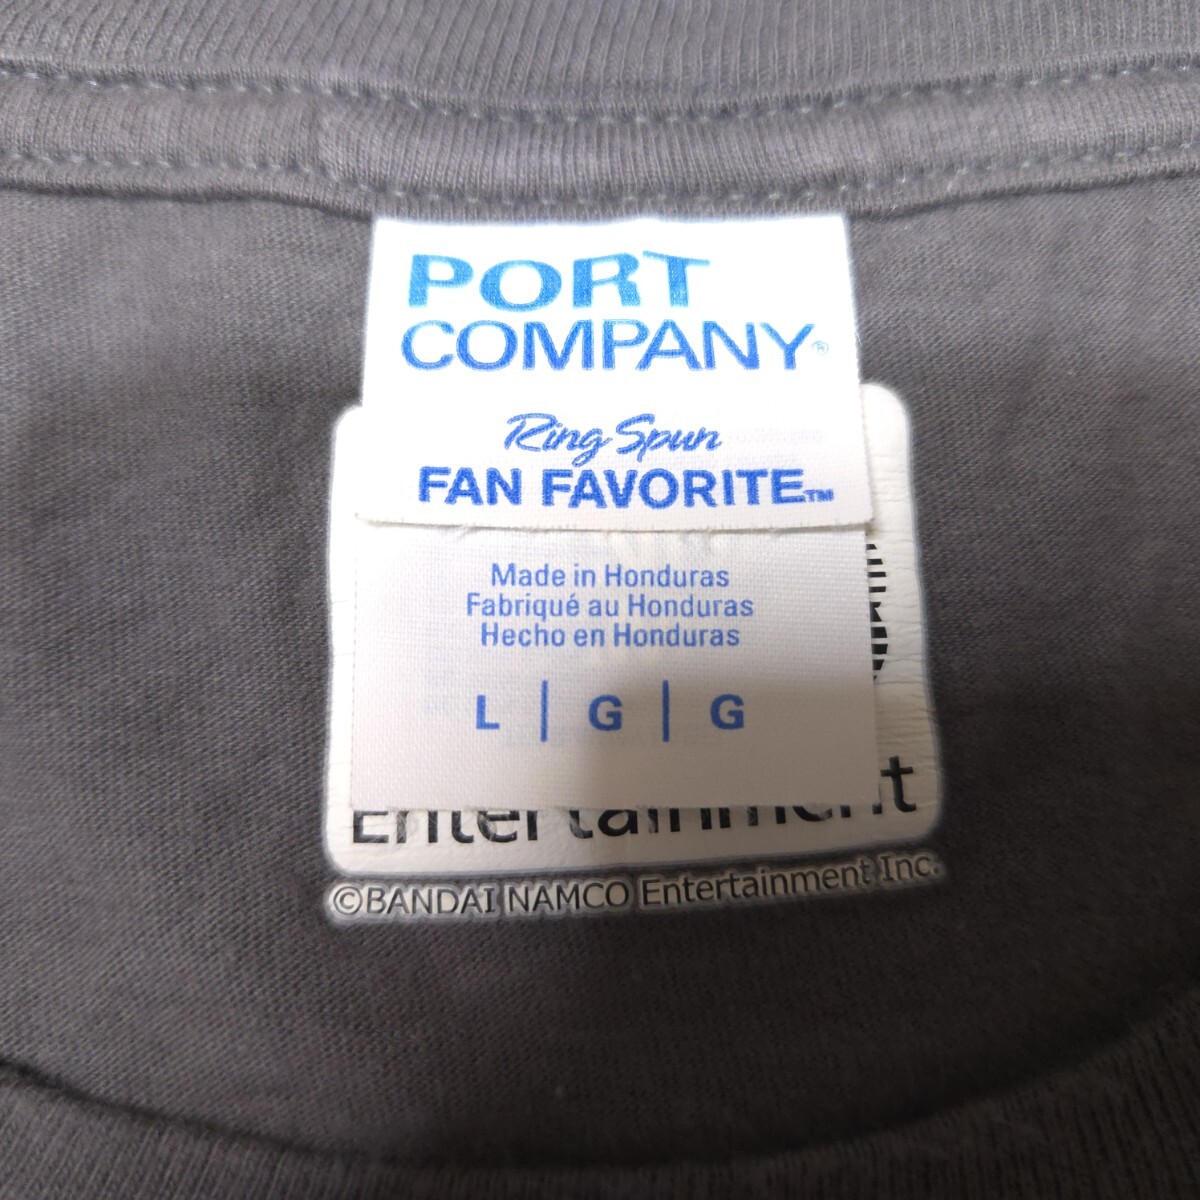 PORT
COMPANY®
Ring Spun
FAN FAVORITE™
Made in Honduras
Fabriqué au Honduras
Hecho en Honduras
L | G | G
Entertainment
©BANDAI NAMCO Entertainment Inc.